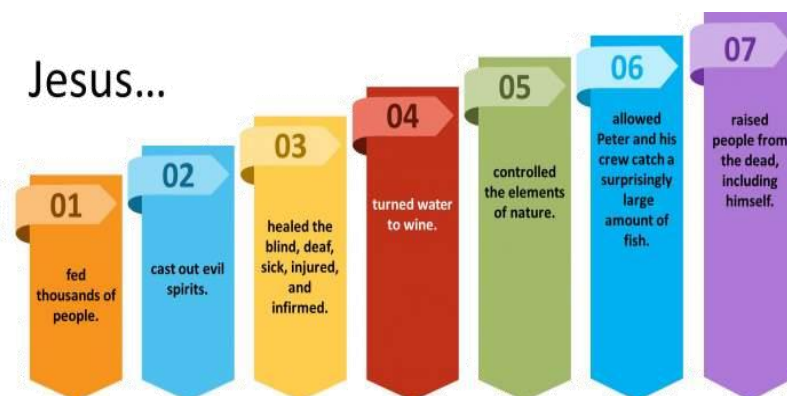 Jesus...
01
fed
thousands of
people.
02
cast out evil
spirits.
03
healed the
blind, deaf,
sick, injured,
and
infirmed.
04
turned water
to wine.
05
controlled
the elements
of nature.
06
allowed
Peter and his
crew catch a
surprisingly
large
amount of
fish.
07
raised
people from
the dead,
including
himself.